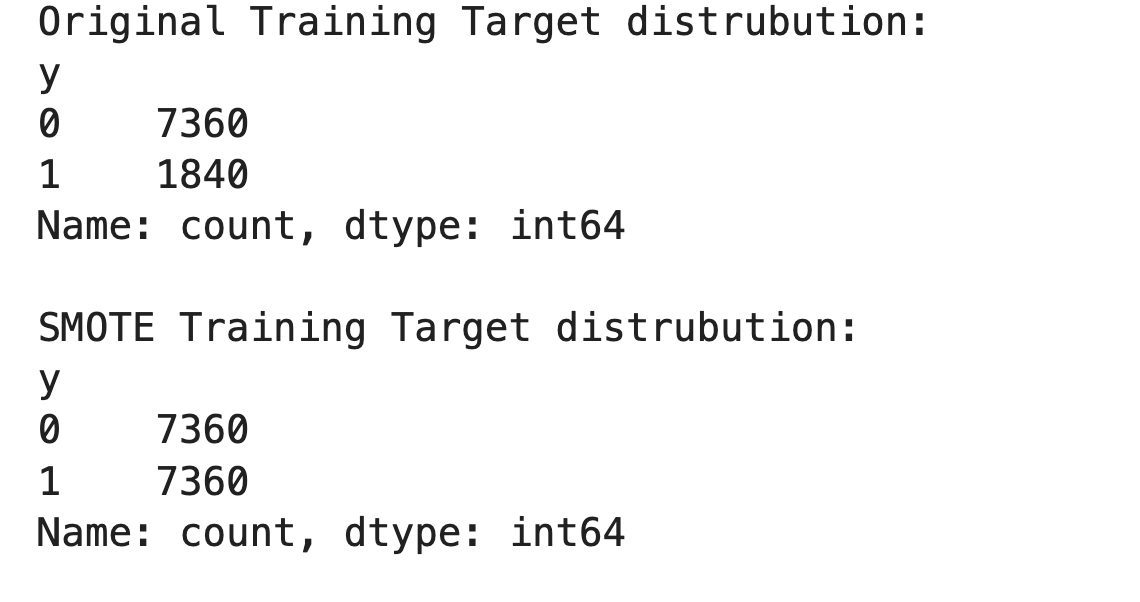 Original Training Target distrubution:
y
0    7360
1    1840
Name: count, dtype: int64
SMOTE Training Target distrubution:
y
0    7360
1    7360
Name: count, dtype: int64